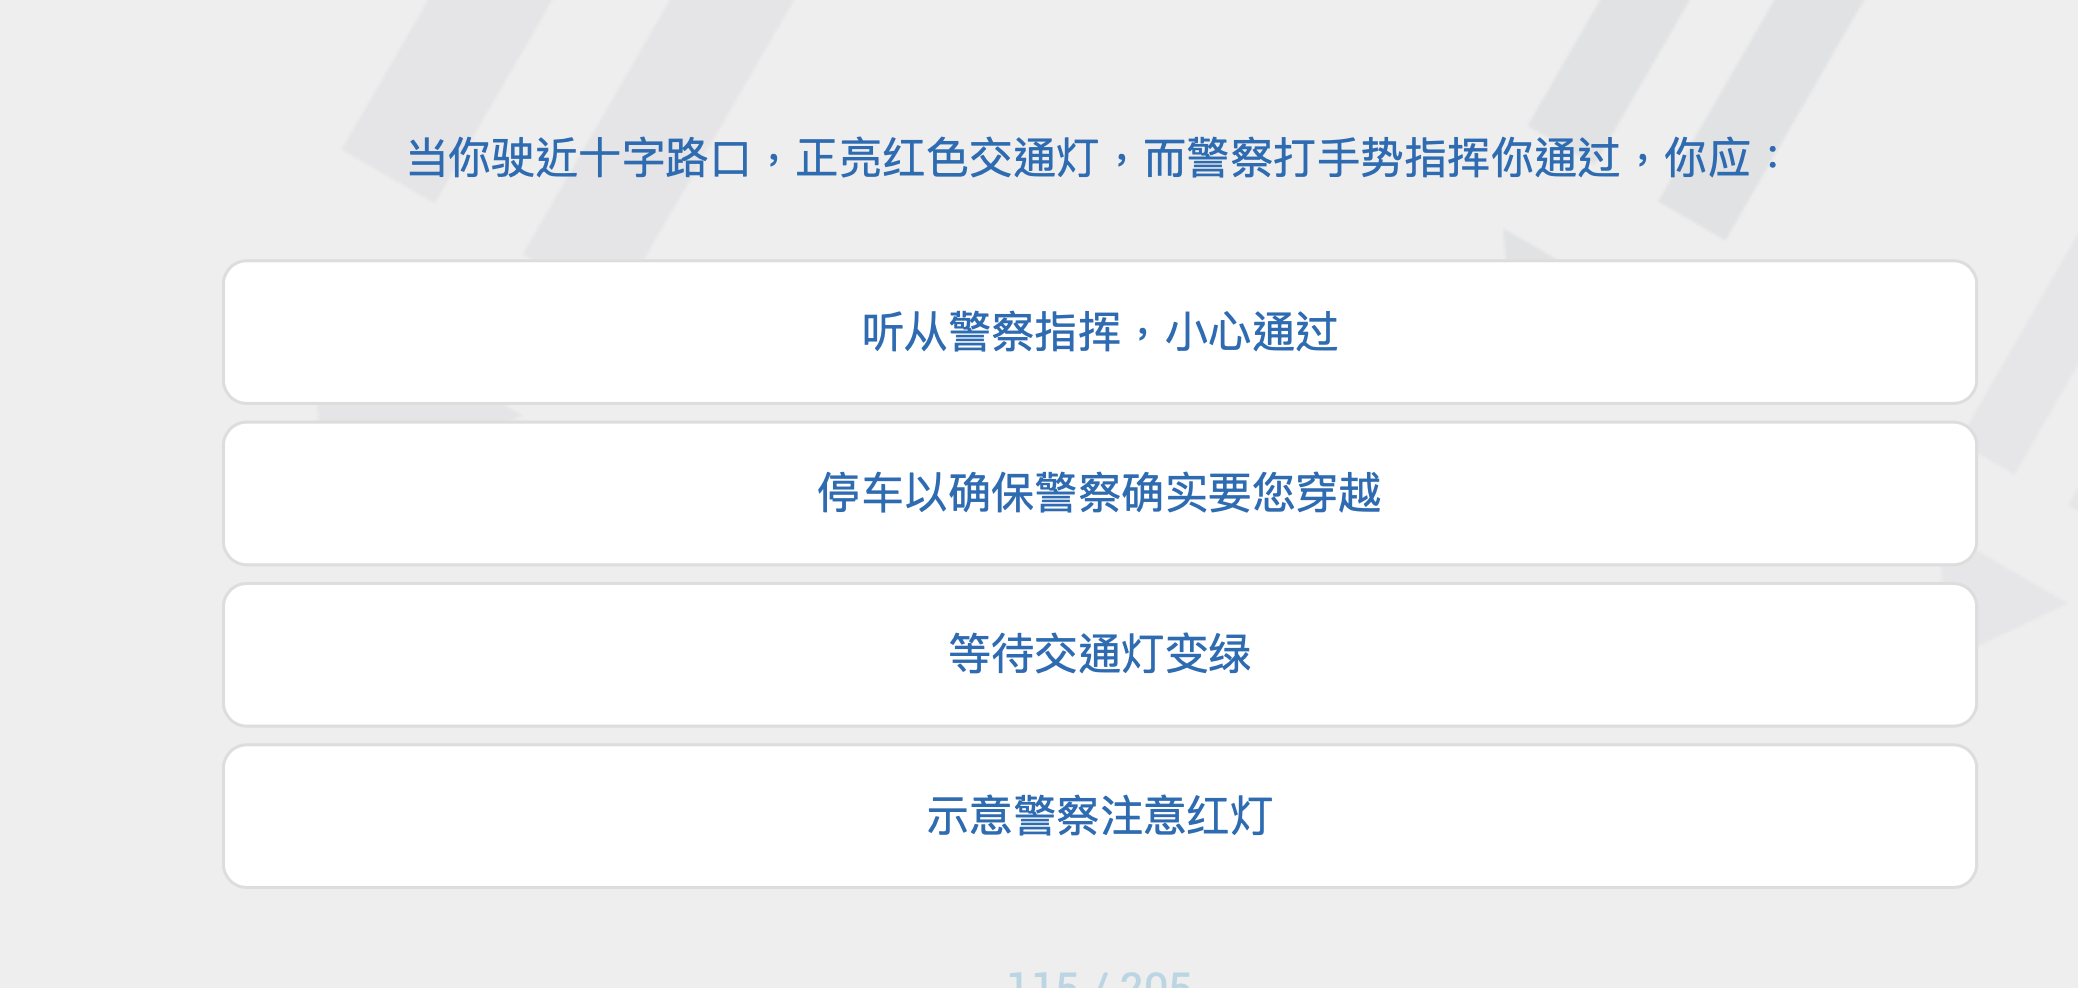 当你驶近十字路口，正亮红色交通灯，而警察打手势指挥你通过，你应：
听从警察指挥，小心通过
停车以确保警察确实要您穿越
等待交通灯变绿
示意警察注意红灯
115 / 205